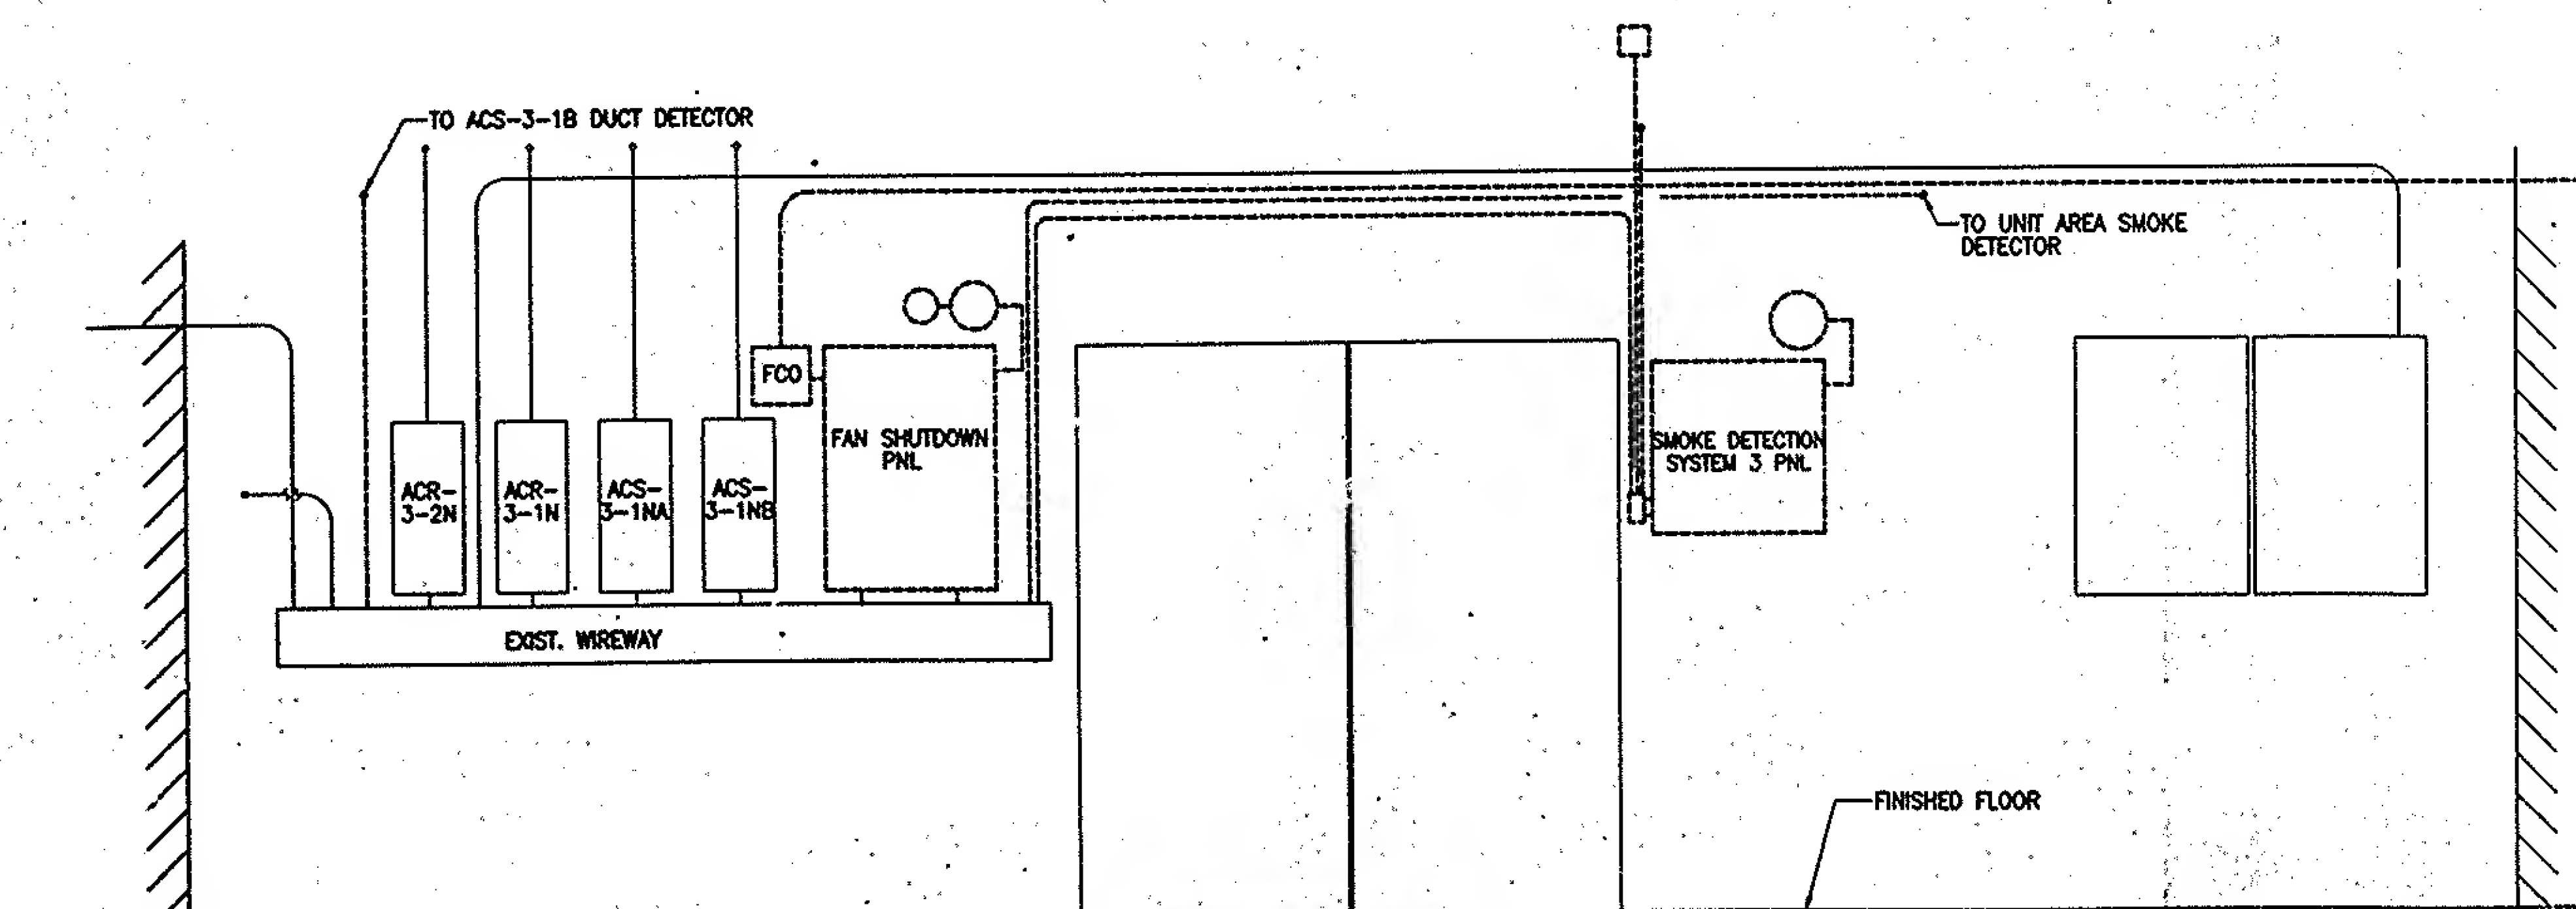 TO ACS-3-1B DUCT DETECTOR
TO UNIT AREA SMOKE
DETECTOR
FCO
FAN SHUTDOWN
PNL
SMOKE DETECTION
SYSTEM 3 PNL
ACR-
3-2N
ACR-
3-1N
ACS-
3-1NA
ACS-
3-1NB
EXIST. WIREWAY
FINISHED FLOOR